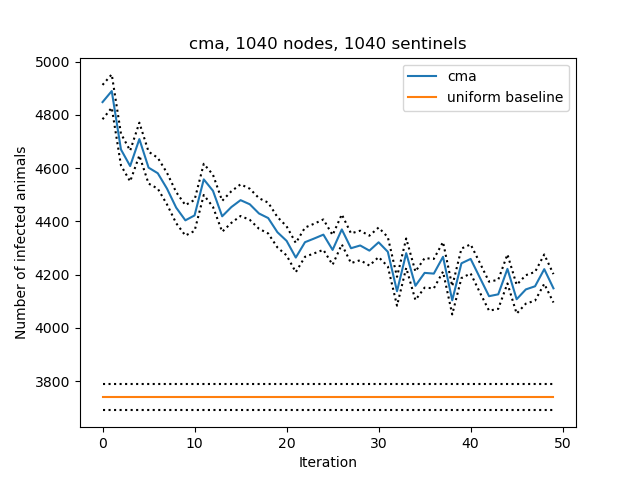 cma, 1040 nodes, 1040 sentinels
cma
uniform baseline
Number of infected animals
5000
4800
4600
4400
4200
4000
3800
0 10 20 30 40 50
Iteration